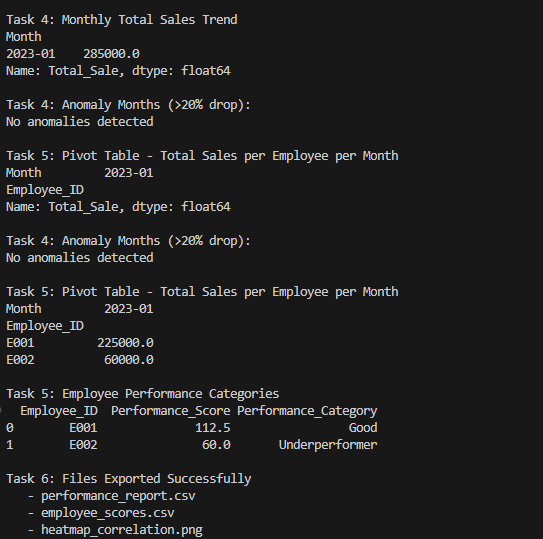 Task 4: Monthly Total Sales Trend
Month
2023-01    285000.0
Name: Total_Sale, dtype: float64

Task 4: Anomaly Months (>20% drop):
No anomalies detected

Task 5: Pivot Table - Total Sales per Employee per Month
Month        2023-01
Employee_ID
Name: Total_Sale, dtype: float64

Task 4: Anomaly Months (>20% drop):
No anomalies detected

Task 5: Pivot Table - Total Sales per Employee per Month
Month        2023-01
Employee_ID
E001        225000.0
E002         60000.0

Task 5: Employee Performance Categories
  Employee_ID  Performance_Score Performance_Category
0        E001              112.5                 Good
1        E002               60.0       Underperformer

Task 6: Files Exported Successfully
   - performance_report.csv
   - employee_scores.csv
   - heatmap_correlation.png